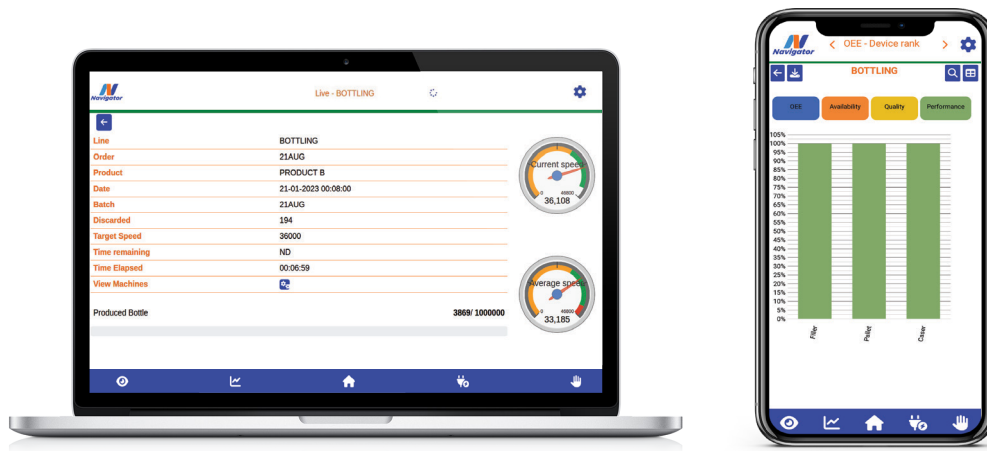 Navigator
Live - BOTTLING
Line BOTTLING
Order 21AUG
Product PRODUCT B
Date 21-01-2023 00:08:00
Batch 21AUG
Discarded 194
Target Speed 36000
Time remaining ND
Time Elapsed 00:06:59
View Machines
Produced Bottle 3869/ 1000000
Current speed
0
36,108
Average speed
0
33,185
Navigator
OEE - Device rank
BOTTLING
OEE Availability Quality Performance
105%
100%
95%
90%
85%
80%
75%
70%
65%
60%
55%
50%
45%
40%
35%
30%
25%
20%
15%
10%
5%
0%
Filler Pallet Caser